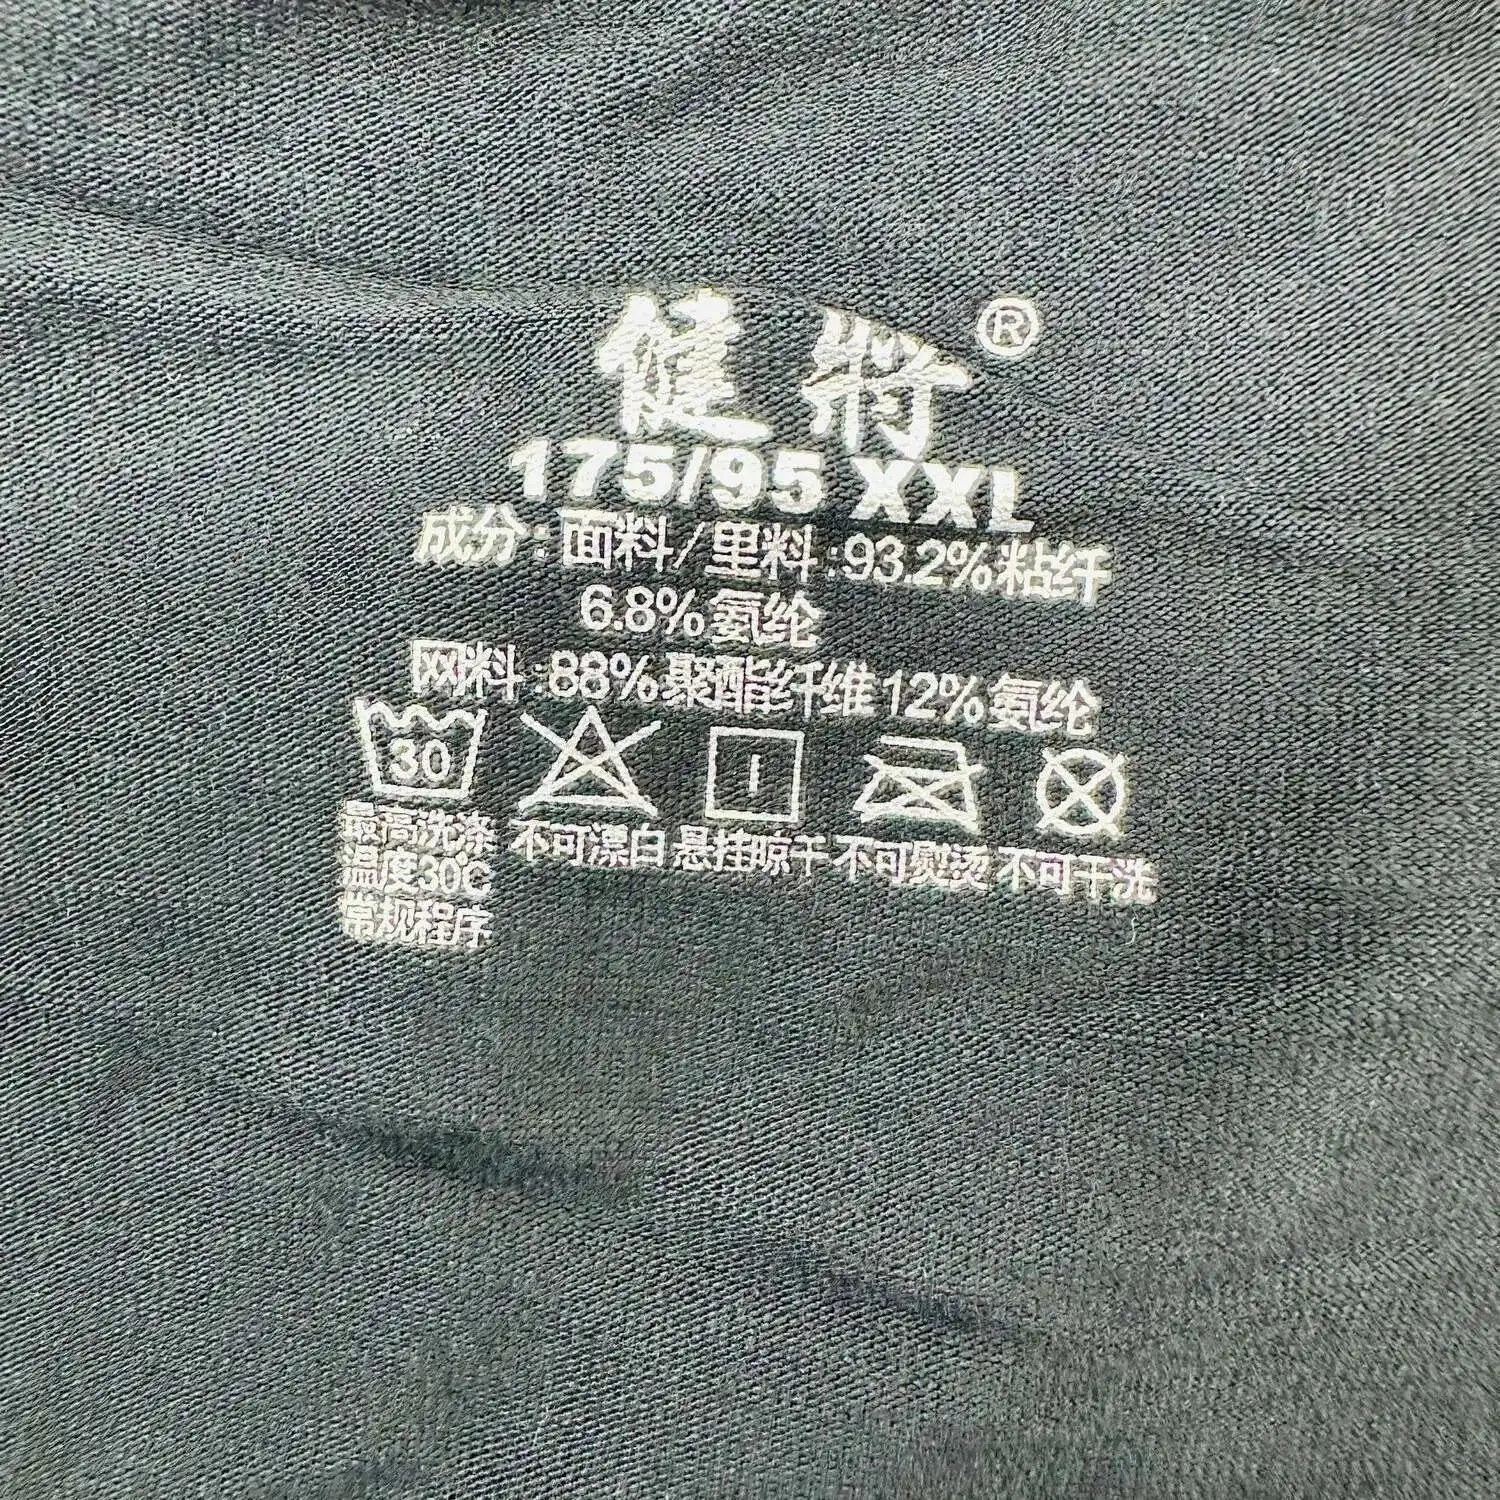 健将®
175/95 XXL
成分:面料/里料:93.2%粘纤
6.8%氨纶
网料:88%聚酯纤维12%氨纶
30
最高洗涤
温度30℃
常规程序
不可漂白 悬挂晾干 不可熨烫 不可干洗